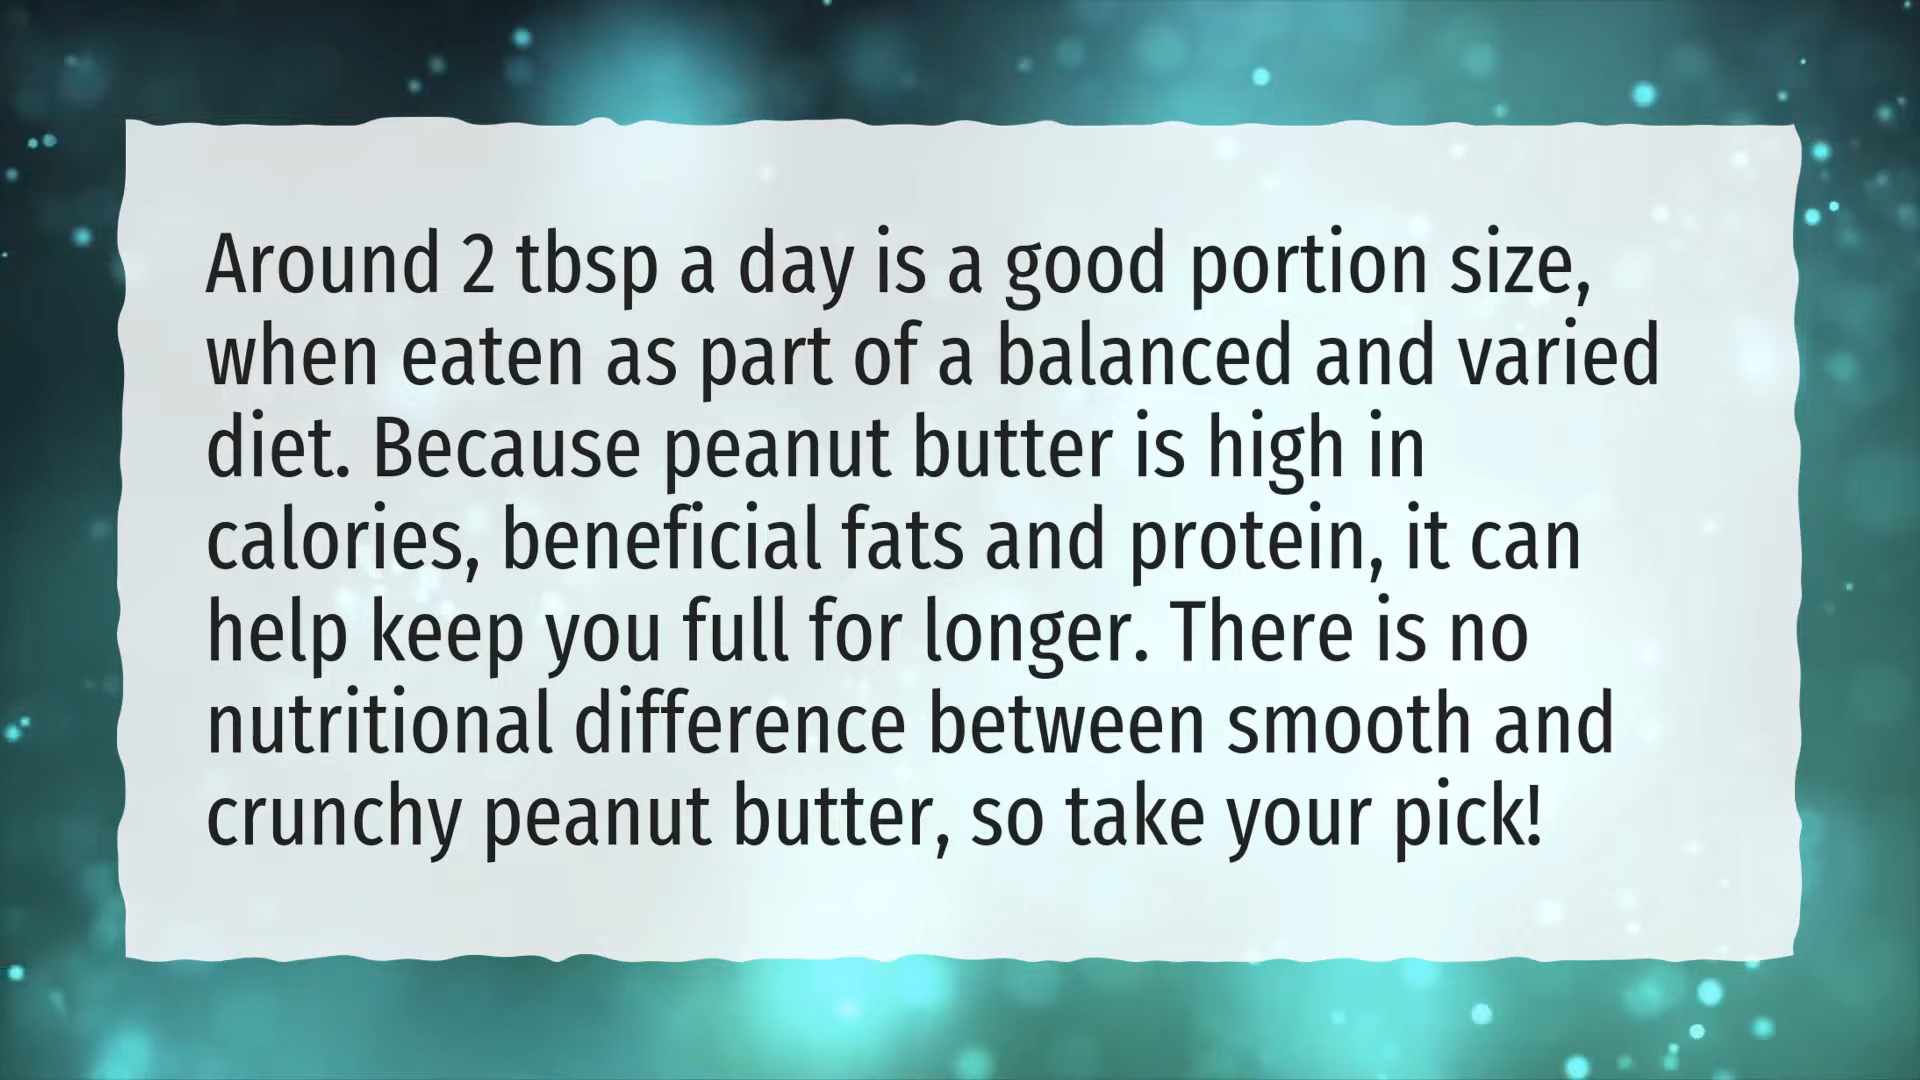 Around 2 tbsp a day is a good portion size,
when eaten as part of a balanced and varied
diet. Because peanut butter is high in
calories, beneficial fats and protein, it can
help keep you full for longer. There is no
nutritional difference between smooth and
crunchy peanut butter, so take your pick!